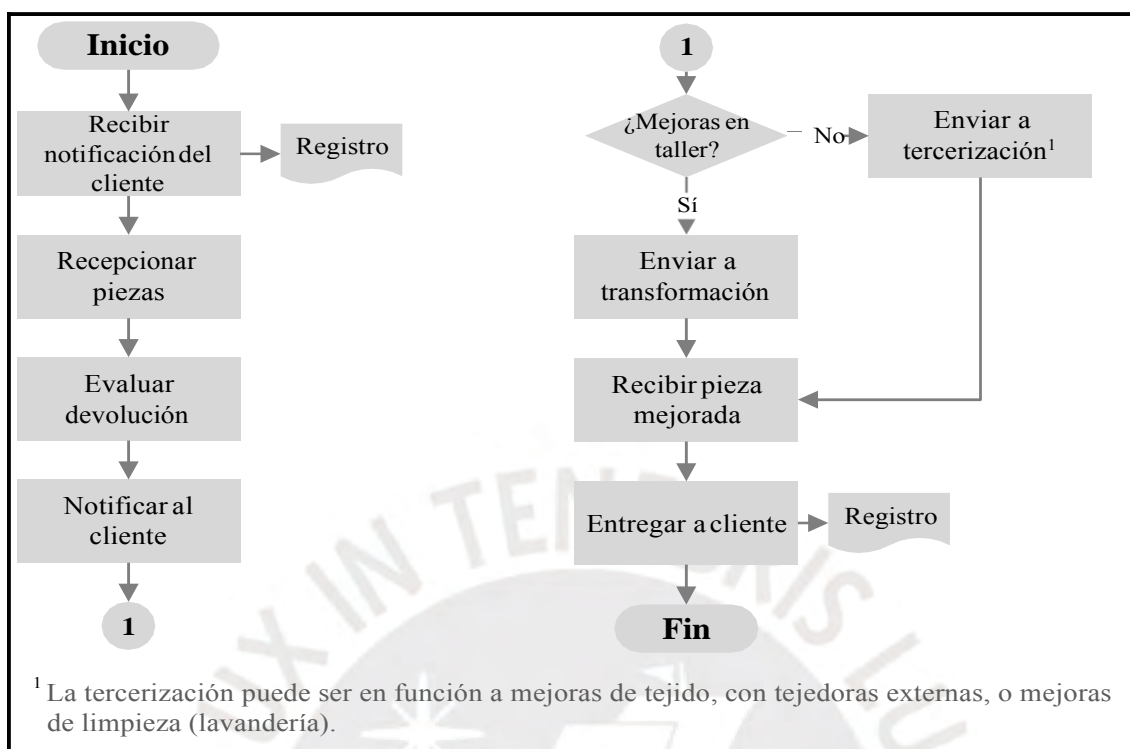 Inicio
Recibir
notificación del
cliente
Registro
Recepcionar
piezas
Evaluar
devolución
Notificar al
cliente
1
1
¿Mejoras en
taller?
No
Enviar a
tercerización¹
Sí
Enviar a
transformación
Recibir pieza
mejorada
Entregar a cliente
Registro
Fin
¹ La tercerización puede ser en función a mejoras de tejido, con tejedoras externas, o mejoras
de limpieza (lavandería).